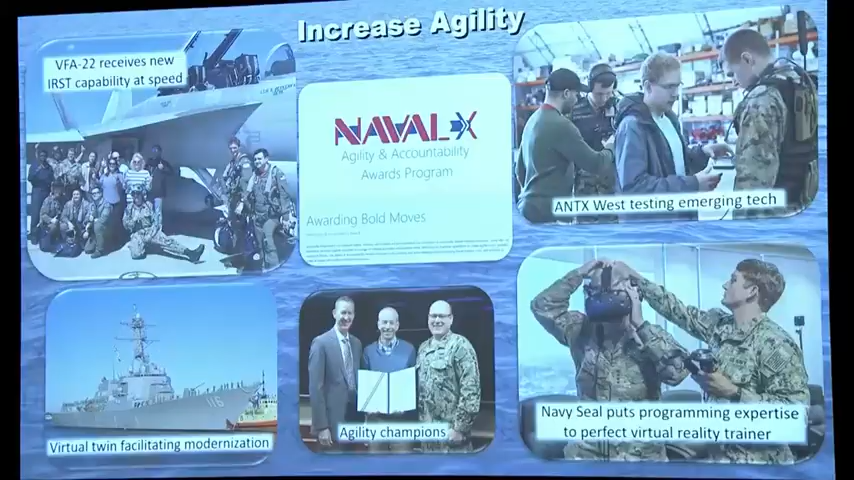 Increase Agility
VFA-22 receives new
IRST capability at speed
NAVALX
Agility & Accountability
Awards Program
Awarding Bold Moves
ANTX West testing emerging tech
116
Virtual twin facilitating modernization
Agility champions
Navy Seal puts programming expertise
to perfect virtual reality trainer